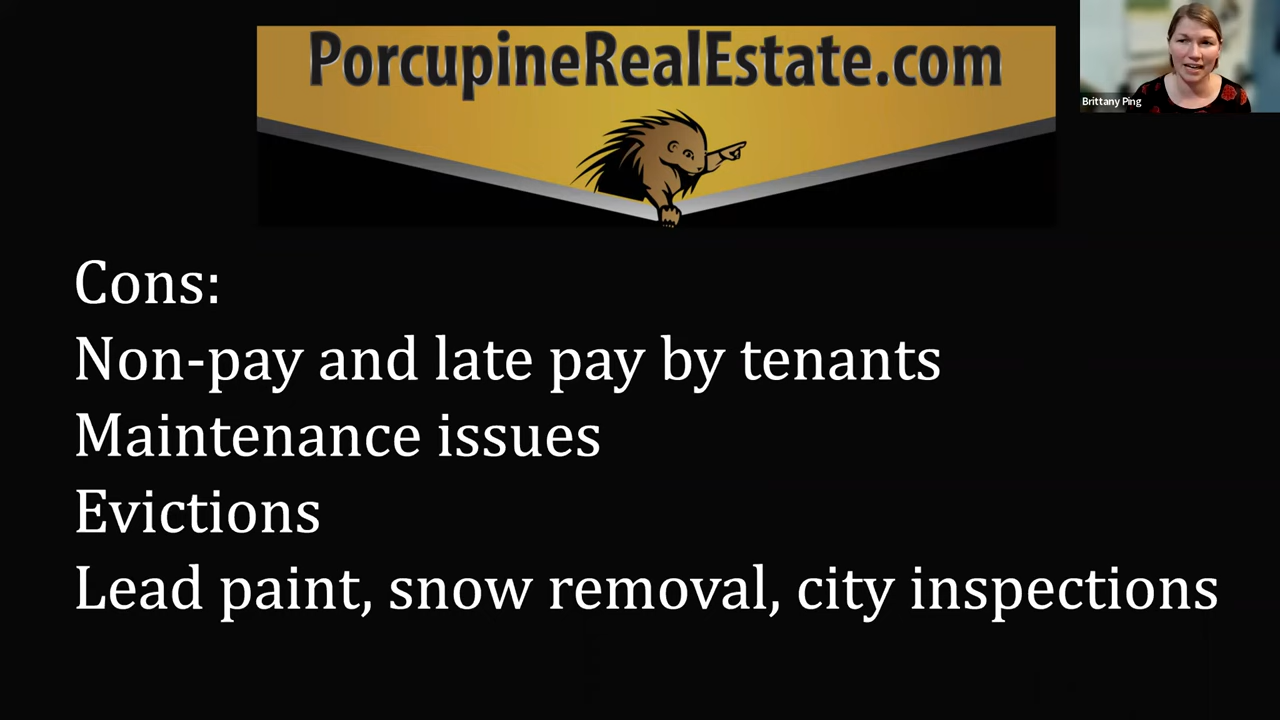 PorcupineRealEstate.com
Brittany Ping
Cons:
Non-pay and late pay by tenants
Maintenance issues
Evictions
Lead paint, snow removal, city inspections